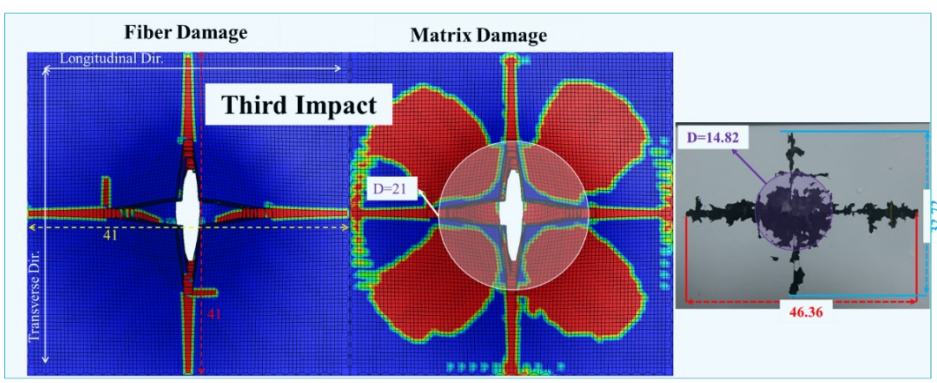 Fiber Damage
Matrix Damage
Longitudinal Dir.
Third Impact
D=14.82
D=21
41
Transverse Dir.
41
46.36